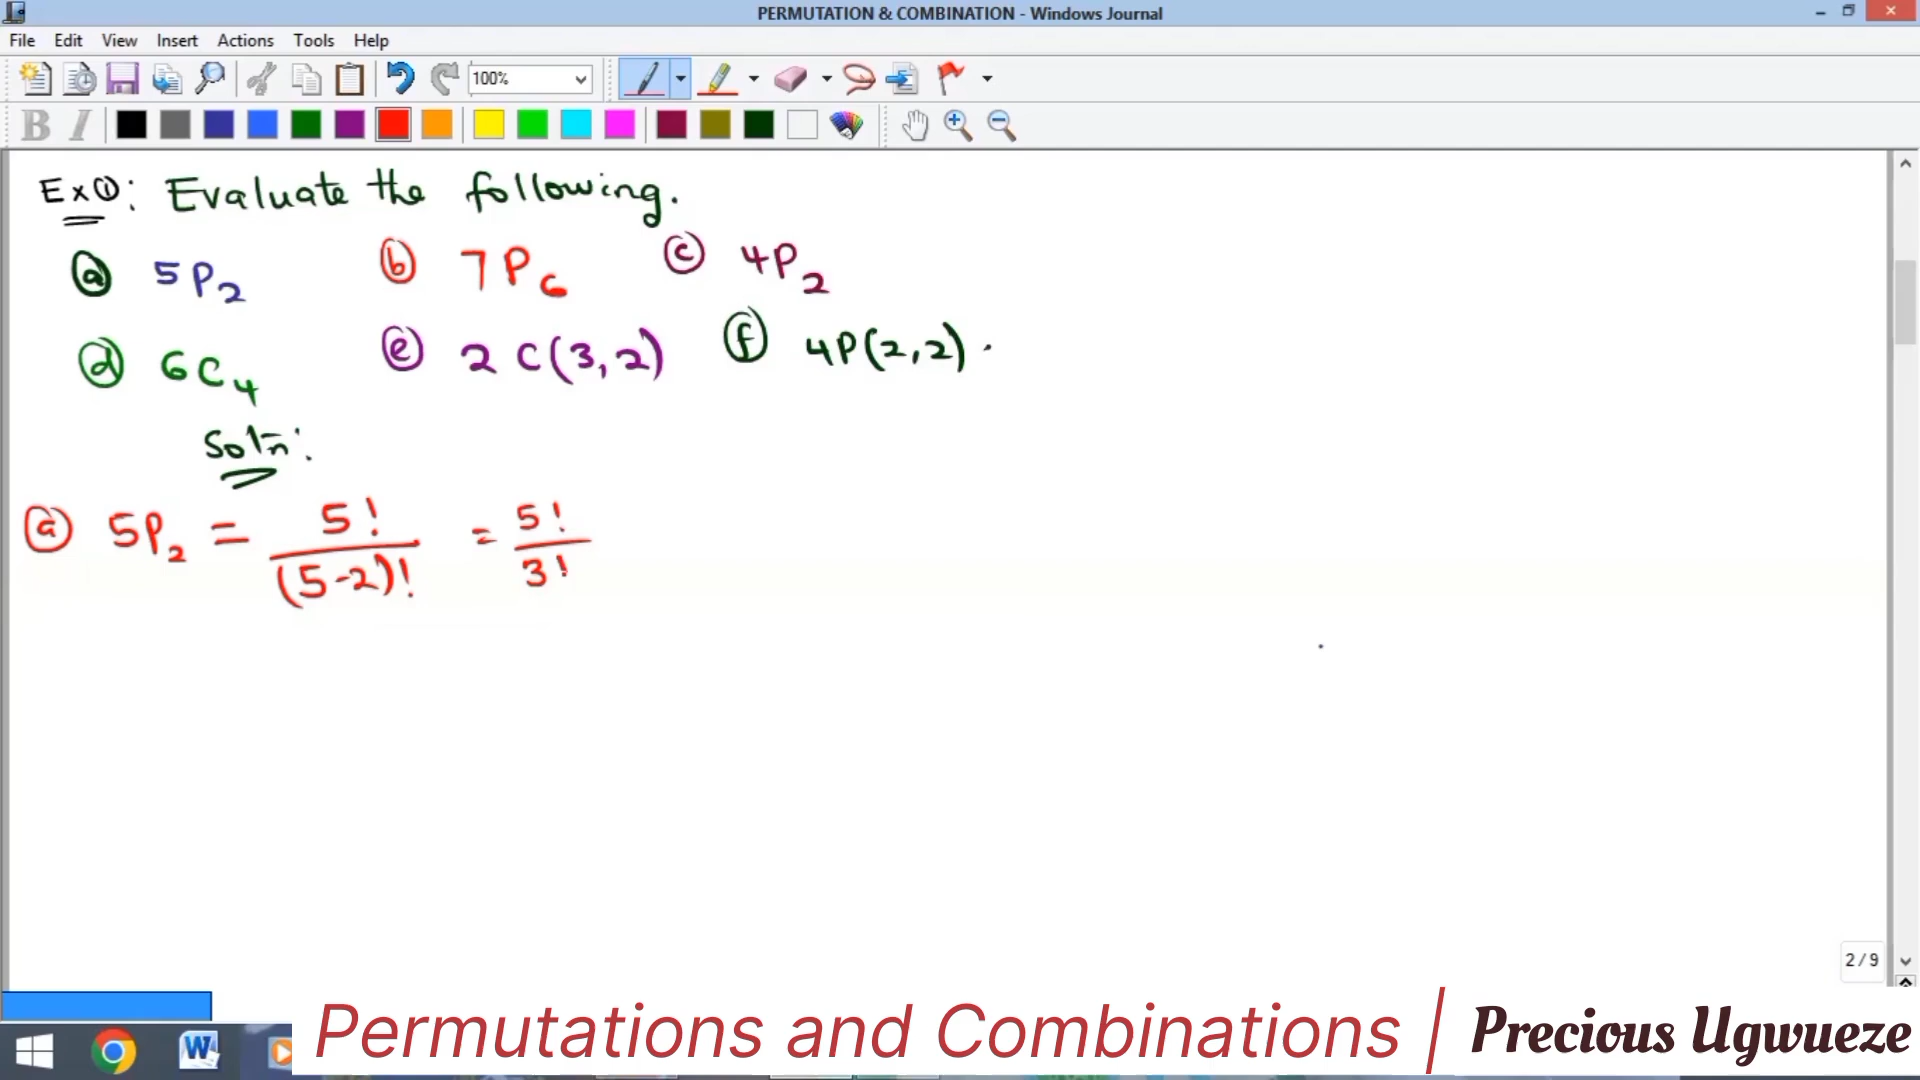 PERMUTATION & COMBINATION - Windows Journal
File Edit View Insert Actions Tools Help
100%
B I
Ex①: Evaluate the following.
ⓐ 5P₂ ⓑ 7P₆ ⓒ 4P₂
ⓓ 6C₄ ⓔ 2 C(3,2) ⓕ 4P(2,2).
Soln:
ⓐ 5P₂ = 5!/(5-2)! = 5!/3!
2 / 9
Permutations and Combinations | Precious Ugwueze